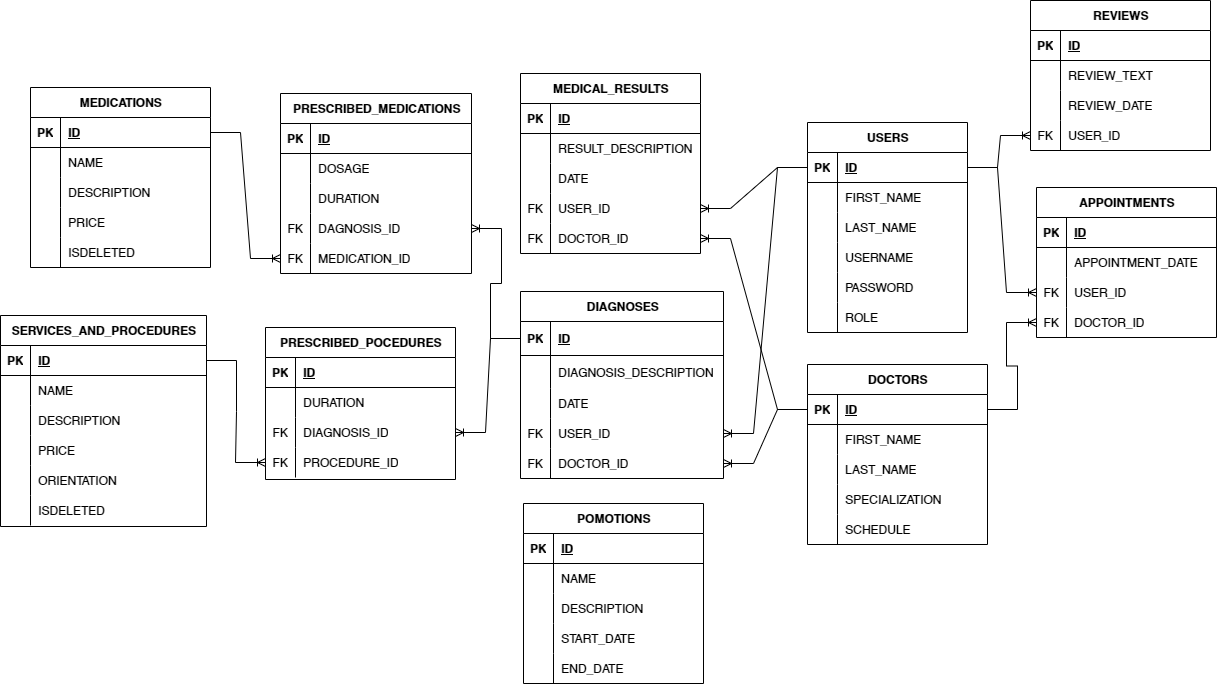 REVIEWS
PK ID
REVIEW_TEXT
REVIEW_DATE
FK USER_ID
MEDICATIONS
PK ID
NAME
DESCRIPTION
PRICE
ISDELETED
PRESCRIBED_MEDICATIONS
PK ID
DOSAGE
DURATION
FK DAGNOSIS_ID
FK MEDICATION_ID
MEDICAL_RESULTS
PK ID
RESULT_DESCRIPTION
DATE
FK USER_ID
FK DOCTOR_ID
USERS
PK ID
FIRST_NAME
LAST_NAME
USERNAME
PASSWORD
ROLE
APPOINTMENTS
PK ID
APPOINTMENT_DATE
FK USER_ID
FK DOCTOR_ID
SERVICES_AND_PROCEDURES
PK ID
NAME
DESCRIPTION
PRICE
ORIENTATION
ISDELETED
PRESCRIBED_POCEDURES
PK ID
DURATION
FK DIAGNOSIS_ID
FK PROCEDURE_ID
DIAGNOSES
PK ID
DIAGNOSIS_DESCRIPTION
DATE
FK USER_ID
FK DOCTOR_ID
DOCTORS
PK ID
FIRST_NAME
LAST_NAME
SPECIALIZATION
SCHEDULE
POMOTIONS
PK ID
NAME
DESCRIPTION
START_DATE
END_DATE